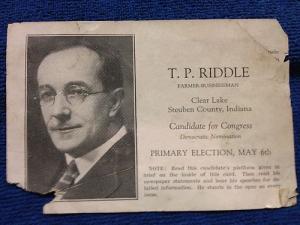 T. P. RIDDLE
FARMER-BUSINESSMAN
Clear Lake
Steuben County, Indiana
Candidate for Congress
Democratic Nomination
PRIMARY ELECTION, MAY 6th
NOTE: Read this candidate's platform given in
brief on the inside of this card. Then read his
newspaper statements and hear his speeches for de-
tailed information. He stands in the open on every
issue.